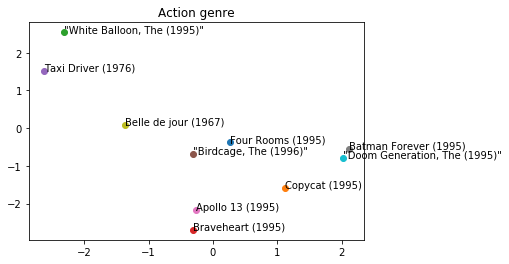 Action genre
"White Balloon, The (1995)"
Taxi Driver (1976)
Belle de jour (1967)
Four Rooms (1995)
"Birdcage, The (1996)"
Batman Forever (1995)
"Doom Generation, The (1995)"
Copycat (1995)
Apollo 13 (1995)
Braveheart (1995)
2
1
0
−1
−2
−2
−1
0
1
2